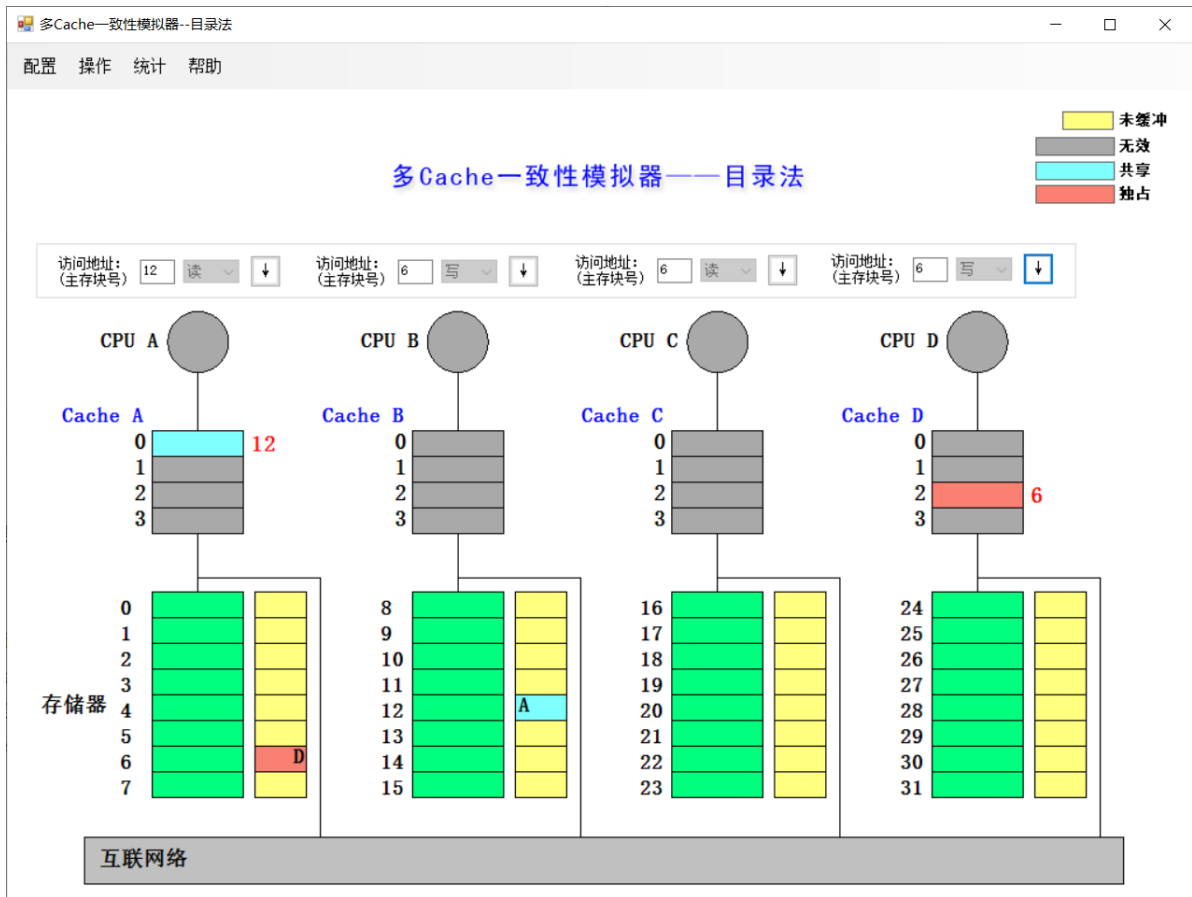 多Cache一致性模拟器--目录法
配置 操作 统计 帮助
未缓冲
无效
共享
独占
多Cache一致性模拟器——目录法
访问地址: 12 读 ↓ 访问地址: 6 写 ↓ 访问地址: 6 读 ↓ 访问地址: 6 写 ↓
(主存块号) (主存块号) (主存块号) (主存块号)
CPU A CPU B CPU C CPU D
Cache A Cache B Cache C Cache D
0 12 0 0 0
1 1 1 1
2 2 2 2 6
3 3 3 3
0 8 16 24
1 9 17 25
2 10 18 26
3 11 19 27
存储器 4 12 A 20 28
5 13 21 29
6 D 14 22 30
7 15 23 31
互联网络